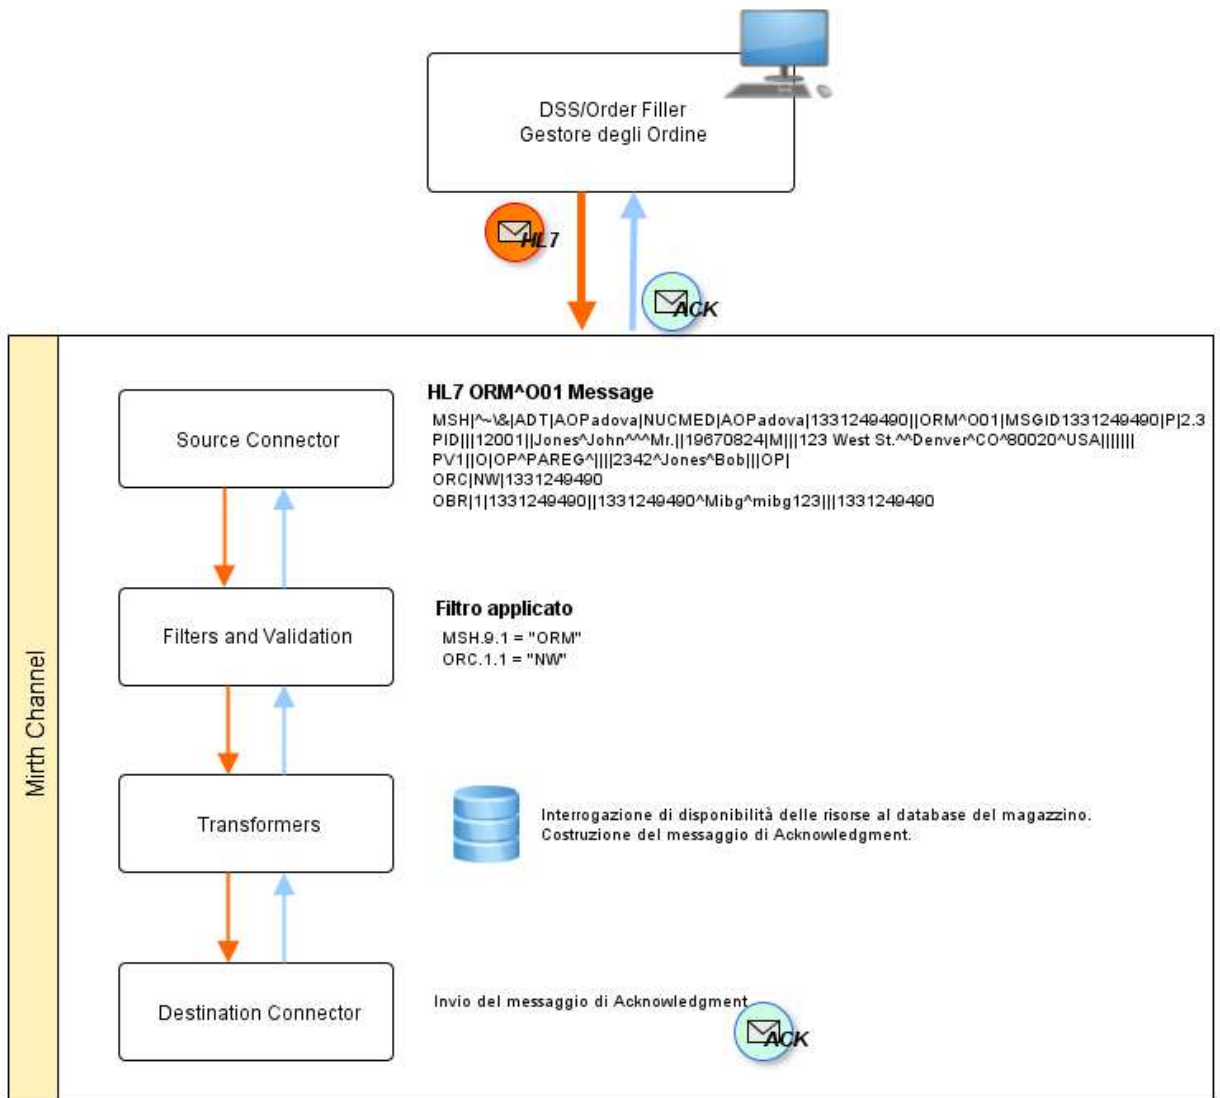 DSS/Order Filler
Gestore degli Ordine
HL7
ACK
Mirth Channel
Source Connector
HL7 ORM^O01 Message
MSH|^~\&|ADT|AOPadova|NUCMED|AOPadova|1331249490||ORM^O01|MSGID1331249490|P|2.3
PID|||12001||Jones^John^^^Mr.||19670824|M|||123 West St.^^Denver^CO^80020^USA|||||||
PV1||O|OP^PAREG^||||2342^Jones^Bob|||OP|
ORC|NW|1331249490
OBR|1|1331249490||1331249490^Mibg^mibg123|||1331249490
Filters and Validation
Filtro applicato
MSH.9.1 = "ORM"
ORC.1.1 = "NW"
Transformers
Interrogazione di disponibilità delle risorse al database del magazzino.
Costruzione del messaggio di Acknowledgment.
Destination Connector
Invio del messaggio di Acknowledgment
ACK